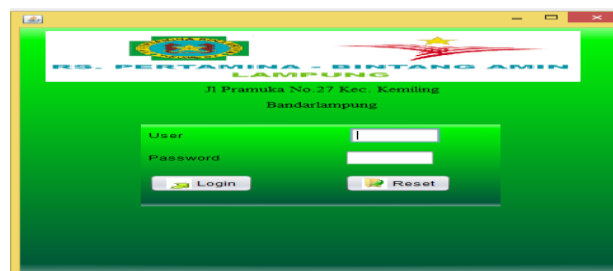 RS. PERTAMINA - BINTANG AMIN
LAMPUNG
Jl Pramuka No.27 Kec. Kemiling
Bandarlampung
User
Password
Login Reset